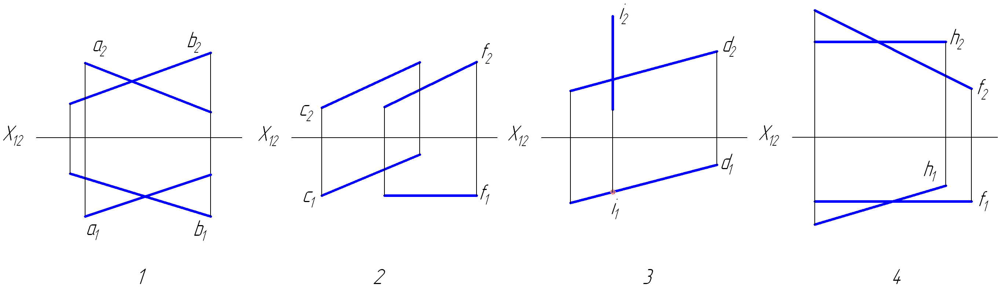 a₂ b₂
X₁₂
a₁ b₁
1
f₂
c₂
X₁₂
c₁ f₁
2
i₂
d₂
X₁₂
d₁
i₁
3
h₂
f₂
X₁₂
h₁
f₁
4